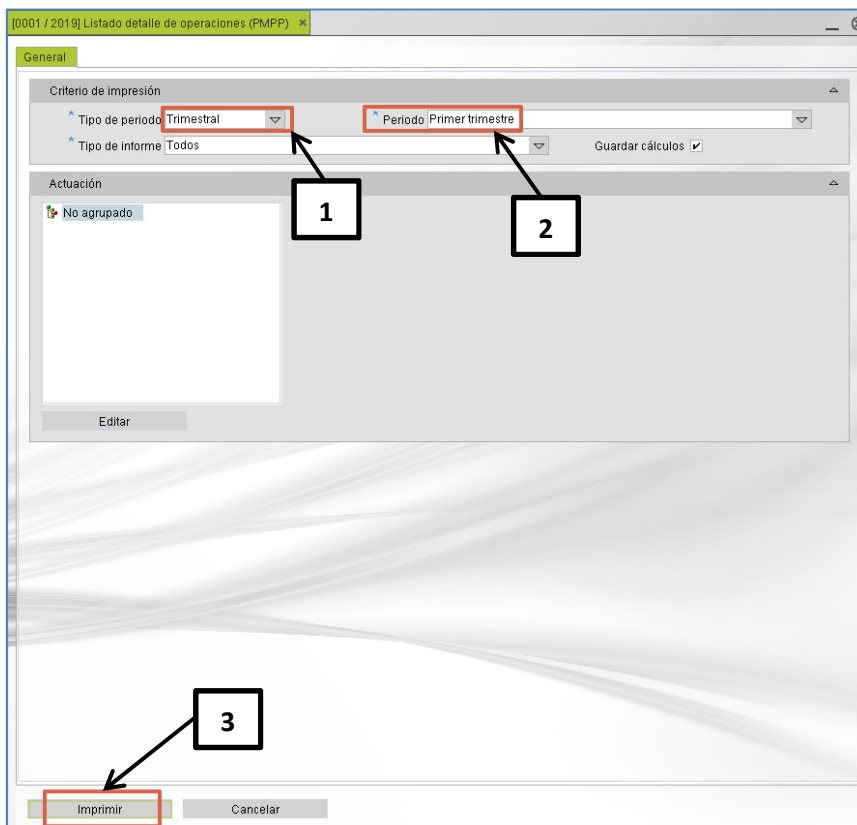 [0001 / 2019] Listado detalle de operaciones (PMPP) ×
General
Criterio de impresión
* Tipo de periodo Trimestral * Periodo Primer trimestre
* Tipo de informe Todos Guardar cálculos ✔
Actuación
No agrupado
1
2
Editar
3
Imprimir Cancelar